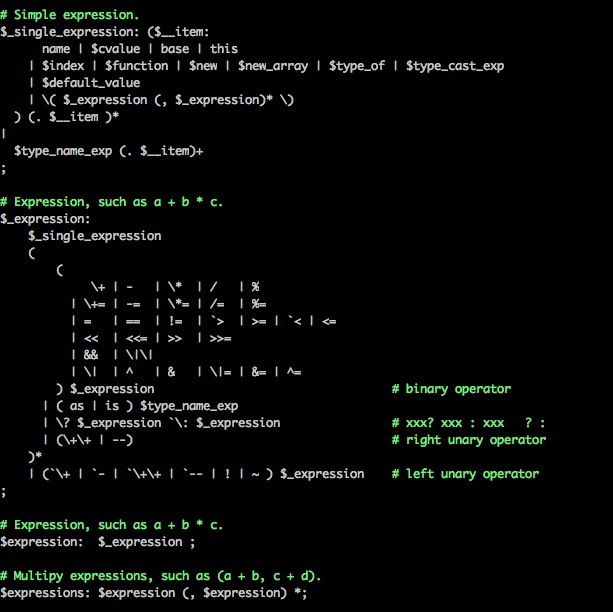 # Simple expression.
$_single_expression: ($__item:
name | $cvalue | base | this
| $index | $function | $new | $new_array | $type_of | $type_cast_exp
| $default_value
| \( $_expression (, $_expression)* \)
) (. $__item )*
|
$type_name_exp (. $__item)+
;
# Expression, such as a + b * c.
$_expression:
$_single_expression
(
(
\+ | - | \* | / | %
| \+= | -= | \*= | /= | %=
| = | == | != | `> | >= | `< | <=
| << | <<= | >> | >>=
| && | \|\|
| \| | ^ | & | \|= | &= | ^=
) $_expression # binary operator
| ( as | is ) $type_name_exp
| \? $_expression `\: $_expression # xxx? xxx : xxx ? :
| (\+\+ | --) # right unary operator
)*
| (`\+ | `- | `\+\+ | `-- | ! | ~ ) $_expression # left unary operator
;
# Expression, such as a + b * c.
$expression: $_expression ;
# Multipy expressions, such as (a + b, c + d).
$expressions: $expression (, $expression) *;